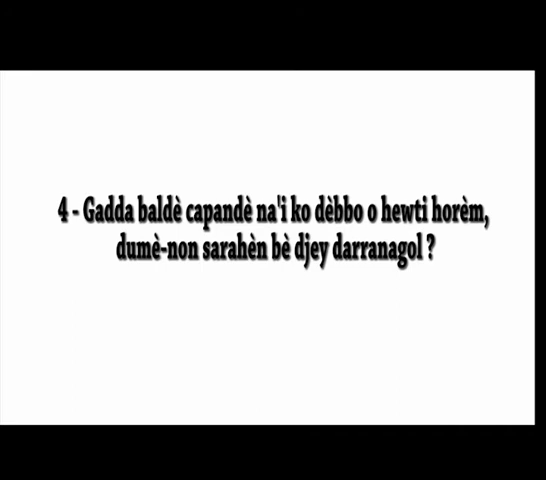 4 - Gadda baldè capandè na'i ko dèbbo o hewti horèm,
dumè-non sarahèn bè djey darranagol ?